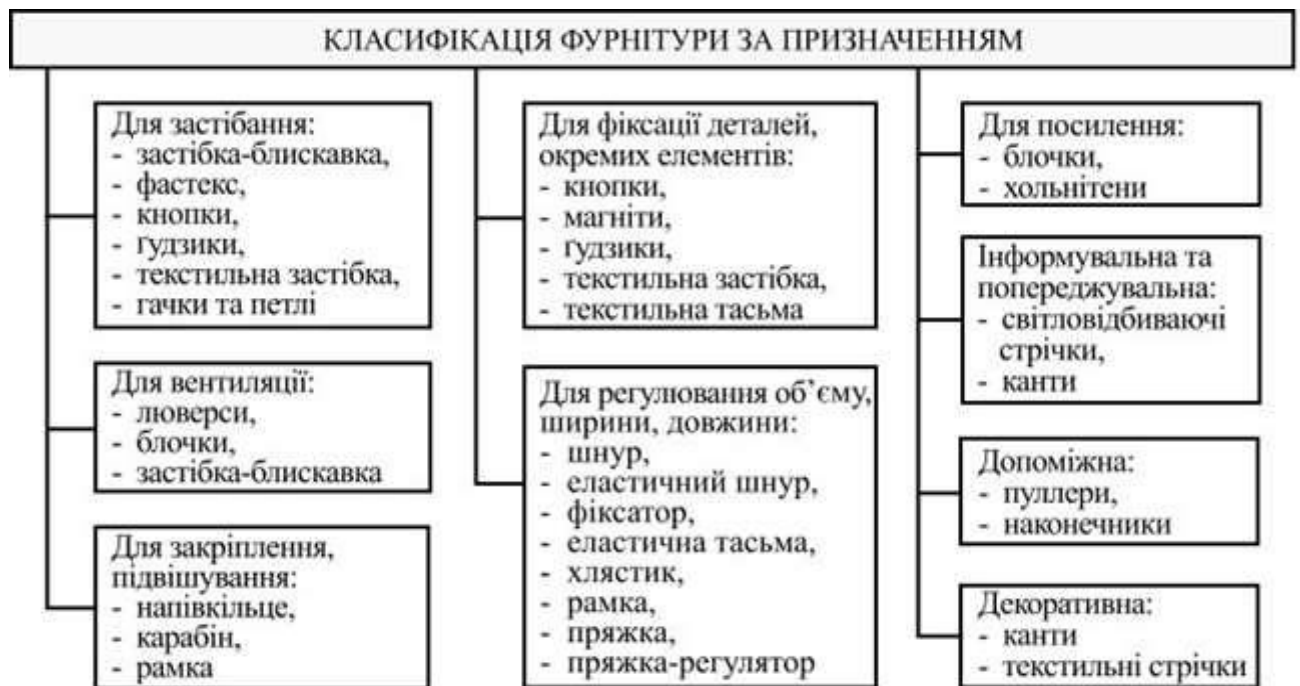 КЛАСИФІКАЦІЯ ФУРНІТУРИ ЗА ПРИЗНАЧЕННЯМ
Для застібання:
- застібка-блискавка,
- фастекс,
- кнопки,
- ґудзики,
- текстильна застібка,
- гачки та петлі
Для вентиляції:
- люверси,
- блочки,
- застібка-блискавка
Для закріплення,
підвішування:
- напівкільце,
- карабін,
- рамка
Для фіксації деталей,
окремих елементів:
- кнопки,
- магніти,
- ґудзики,
- текстильна застібка,
- текстильна тасьма
Для регулювання об’єму,
ширини, довжини:
- шнур,
- еластичний шнур,
- фіксатор,
- еластична тасьма,
- хлястик,
- рамка,
- пряжка,
- пряжка-регулятор
Для посилення:
- блочки,
- хольнітени
Інформувальна та
попереджувальна:
- світловідбиваючі
стрічки,
- канти
Допоміжна:
- пуллери,
- наконечники
Декоративна:
- канти
- текстильні стрічки